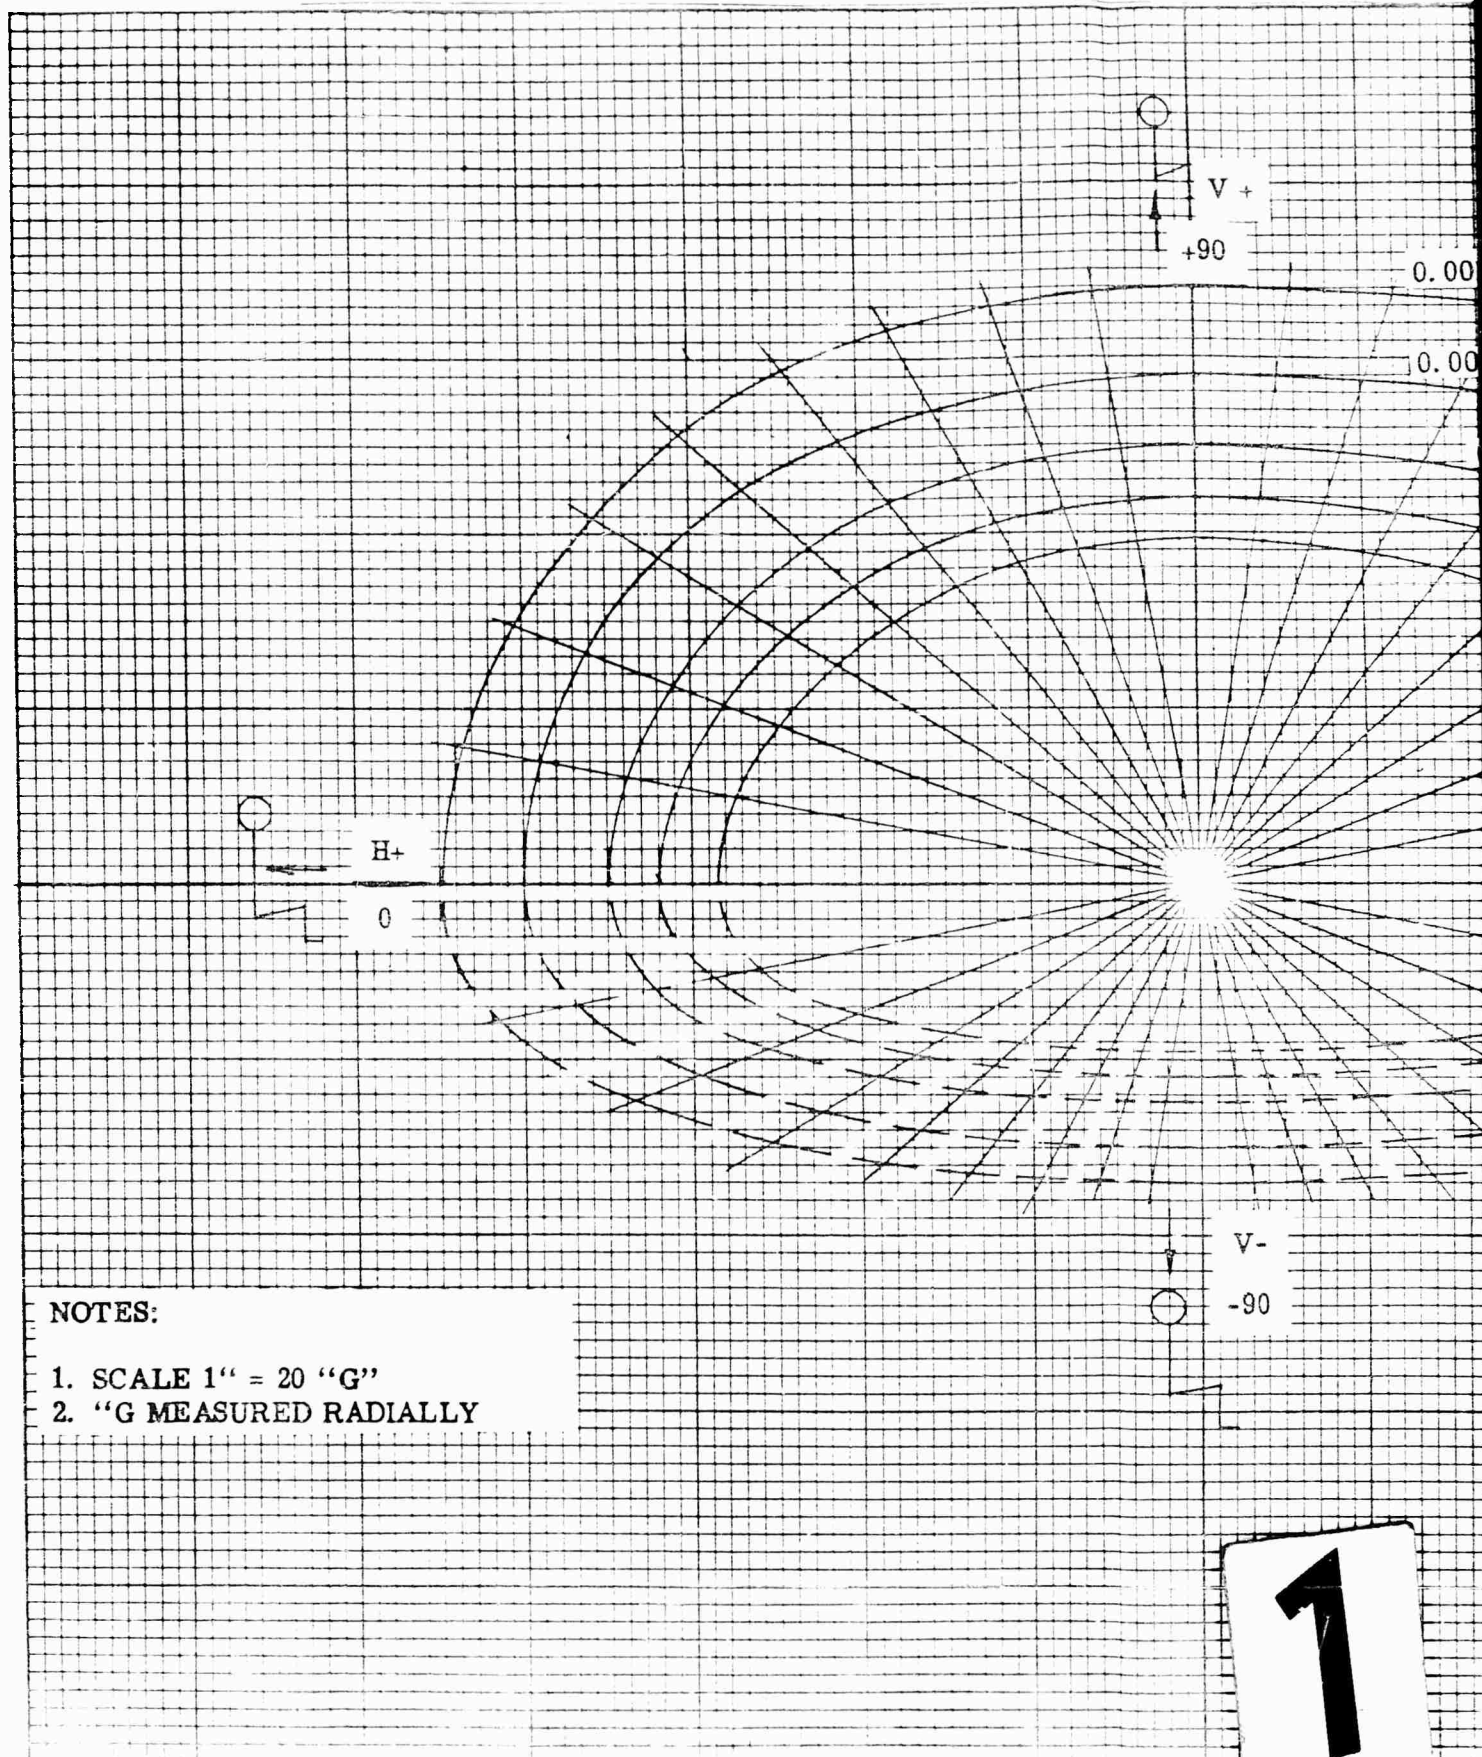 V +
+90
0.00
0.00
H+
0
V-
-90
NOTES:
1. SCALE 1“ = 20 “G”
2. “G MEASURED RADIALLY
1